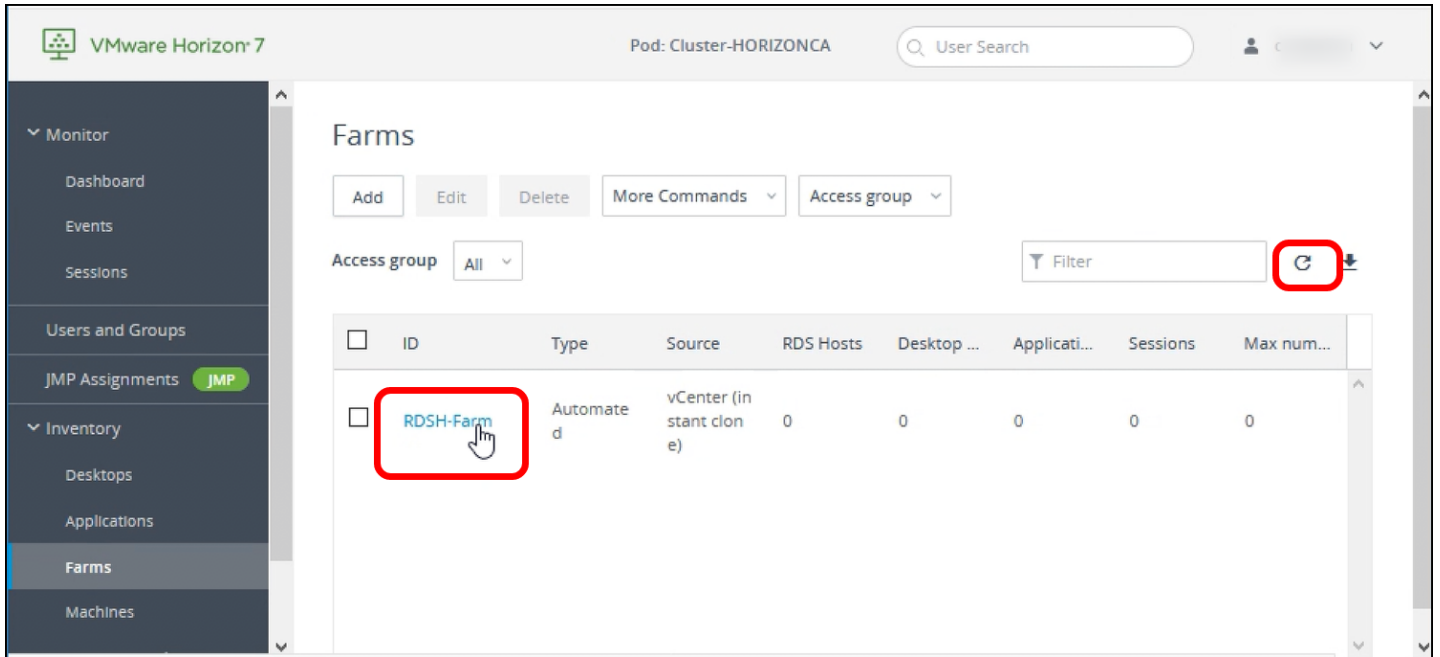 VMware Horizon® 7
Pod: Cluster-HORIZONCA
User Search
Monitor
Dashboard
Events
Sessions
Users and Groups
JMP Assignments JMP
Inventory
Desktops
Applications
Farms
Machines
Farms
Add Edit Delete More Commands Access group
Access group All Filter
ID Type Source RDS Hosts Desktop ... Applicati... Sessions Max num...
RDSH-Farm Automate vCenter (in 0 0 0 0 0
d stant clon
e)